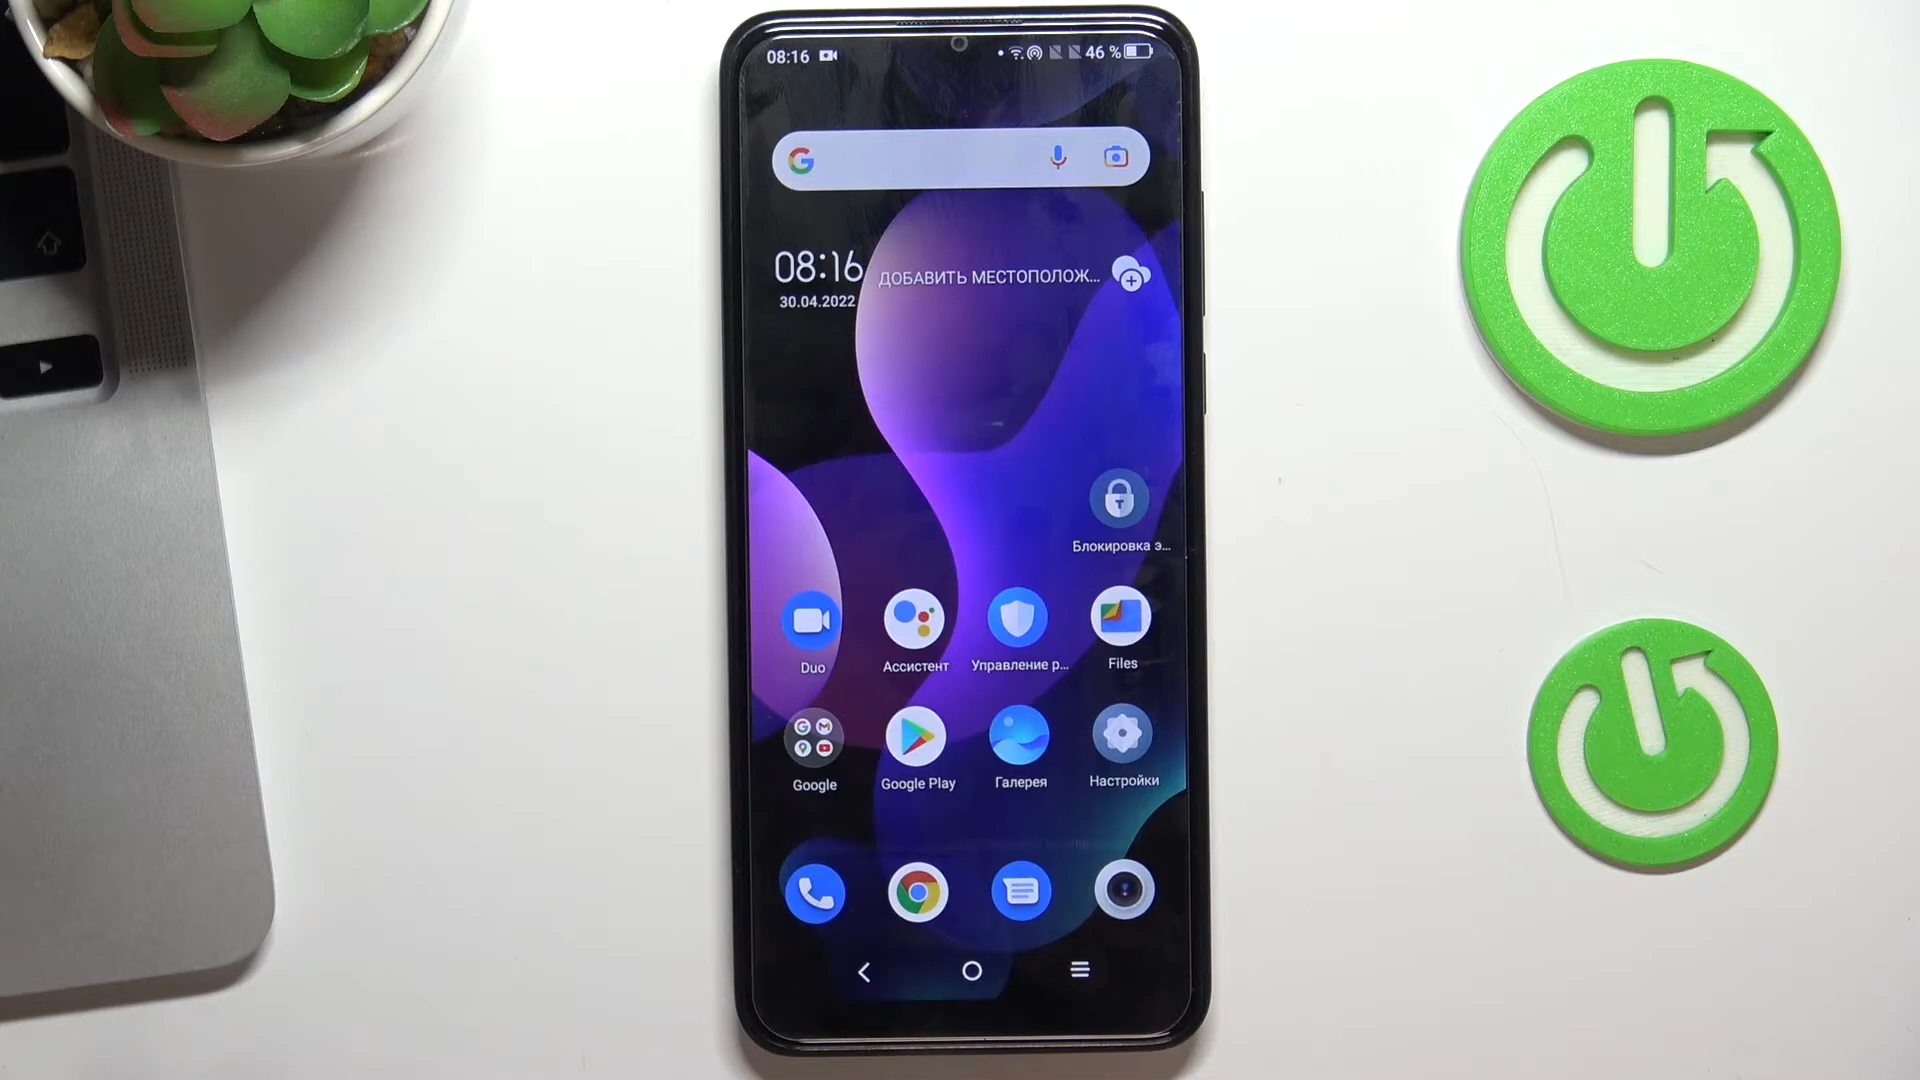 08:16
46 %
08:16
ДОБАВИТЬ МЕСТОПОЛОЖ...
30.04.2022
Блокировка э...
Duo
Ассистент
Управление р...
Files
Google
Google Play
Галерея
Настройки